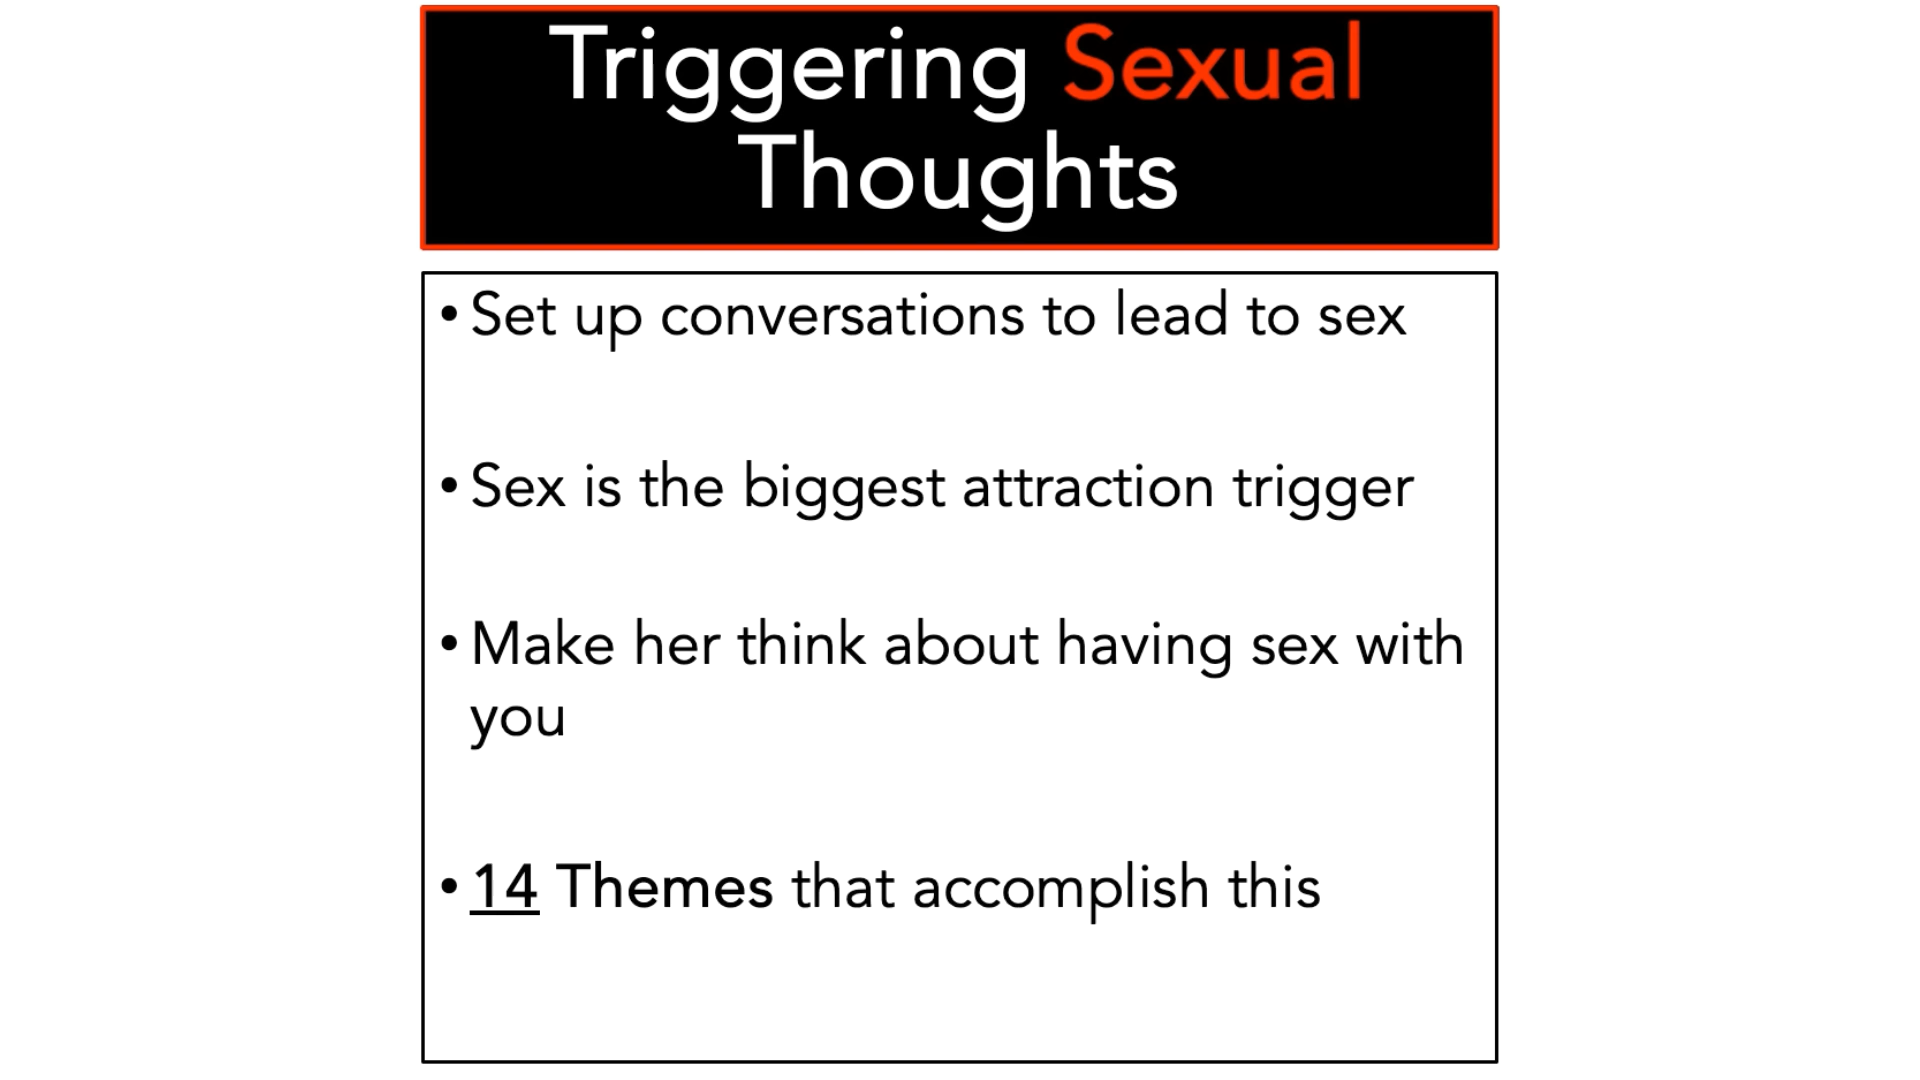 Triggering Sexual
Thoughts
• Set up conversations to lead to sex
• Sex is the biggest attraction trigger
• Make her think about having sex with
you
• 14 Themes that accomplish this